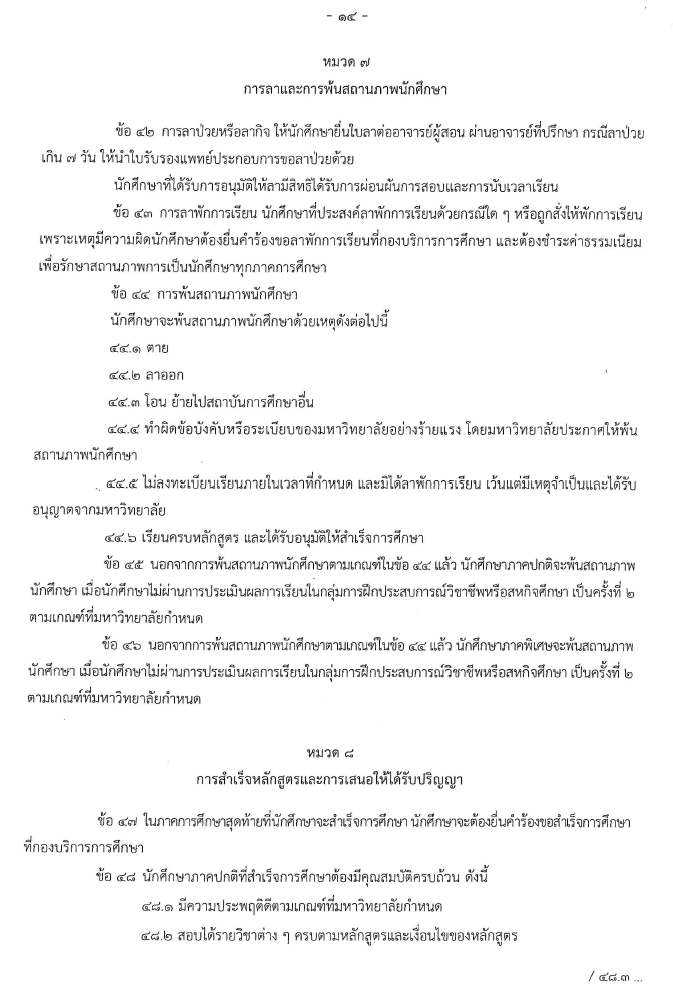 - ๑๔ -
หมวด ๗
การลาและการพ้นสถานภาพนักศึกษา
ข้อ ๔๒ การลาป่วยหรือลากิจ ให้นักศึกษายื่นใบลาต่ออาจารย์ผู้สอน ผ่านอาจารย์ที่ปรึกษา กรณีลาป่วย
เกิน ๗ วัน ให้นำใบรับรองแพทย์ประกอบการขอลาป่วยด้วย
นักศึกษาที่ได้รับการอนุมัติให้ลามีสิทธิได้รับการผ่อนผันการสอบและการนับเวลาเรียน
ข้อ ๔๓ การลาพักการเรียน นักศึกษาที่ประสงค์ลาพักการเรียนด้วยกรณีใด ๆ หรือถูกสั่งให้พักการเรียน
เพราะเหตุมีความผิดนักศึกษาต้องยื่นคำร้องขอลาพักการเรียนที่กองบริการการศึกษา และต้องชำระค่าธรรมเนียม
เพื่อรักษาสถานภาพการเป็นนักศึกษาทุกภาคการศึกษา
ข้อ ๔๔ การพ้นสถานภาพนักศึกษา
นักศึกษาจะพ้นสถานภาพนักศึกษาด้วยเหตุดังต่อไปนี้
๔๔.๑ ตาย
๔๔.๒ ลาออก
๔๔.๓ โอน ย้ายไปสถาบันการศึกษาอื่น
๔๔.๔ ทำผิดข้อบังคับหรือระเบียบของมหาวิทยาลัยอย่างร้ายแรง โดยมหาวิทยาลัยประกาศให้พ้น
สถานภาพนักศึกษา
๔๔.๕ ไม่ลงทะเบียนเรียนภายในเวลาที่กำหนด และมิได้ลาพักการเรียน เว้นแต่มีเหตุจำเป็นและได้รับ
อนุญาตจากมหาวิทยาลัย
๔๔.๖ เรียนครบหลักสูตร และได้รับอนุมัติให้สำเร็จการศึกษา
ข้อ ๔๕ นอกจากการพ้นสถานภาพนักศึกษาตามเกณฑ์ในข้อ ๔๔ แล้ว นักศึกษาภาคปกติจะพ้นสถานภาพ
นักศึกษา เมื่อนักศึกษาไม่ผ่านการประเมินผลการเรียนในกลุ่มการฝึกประสบการณ์วิชาชีพหรือสหกิจศึกษา เป็นครั้งที่ ๒
ตามเกณฑ์ที่มหาวิทยาลัยกำหนด
ข้อ ๔๖ นอกจากการพ้นสถานภาพนักศึกษาตามเกณฑ์ในข้อ ๔๔ แล้ว นักศึกษาภาคพิเศษจะพ้นสถานภาพ
นักศึกษา เมื่อนักศึกษาไม่ผ่านการประเมินผลการเรียนในกลุ่มการฝึกประสบการณ์วิชาชีพหรือสหกิจศึกษา เป็นครั้งที่ ๒
ตามเกณฑ์ที่มหาวิทยาลัยกำหนด
หมวด ๘
การสำเร็จหลักสูตรและการเสนอให้ได้รับปริญญา
ข้อ ๔๗ ในภาคการศึกษาสุดท้ายที่นักศึกษาจะสำเร็จการศึกษา นักศึกษาจะต้องยื่นคำร้องขอสำเร็จการศึกษา
ที่กองบริการการศึกษา
ข้อ ๔๘ นักศึกษาภาคปกติที่สำเร็จการศึกษาต้องมีคุณสมบัติครบถ้วน ดังนี้
๔๘.๑ มีความประพฤติดีตามเกณฑ์ที่มหาวิทยาลัยกำหนด
๔๘.๒ สอบได้รายวิชาต่าง ๆ ครบตามหลักสูตรและเงื่อนไขของหลักสูตร
/ ๔๘.๓ ...